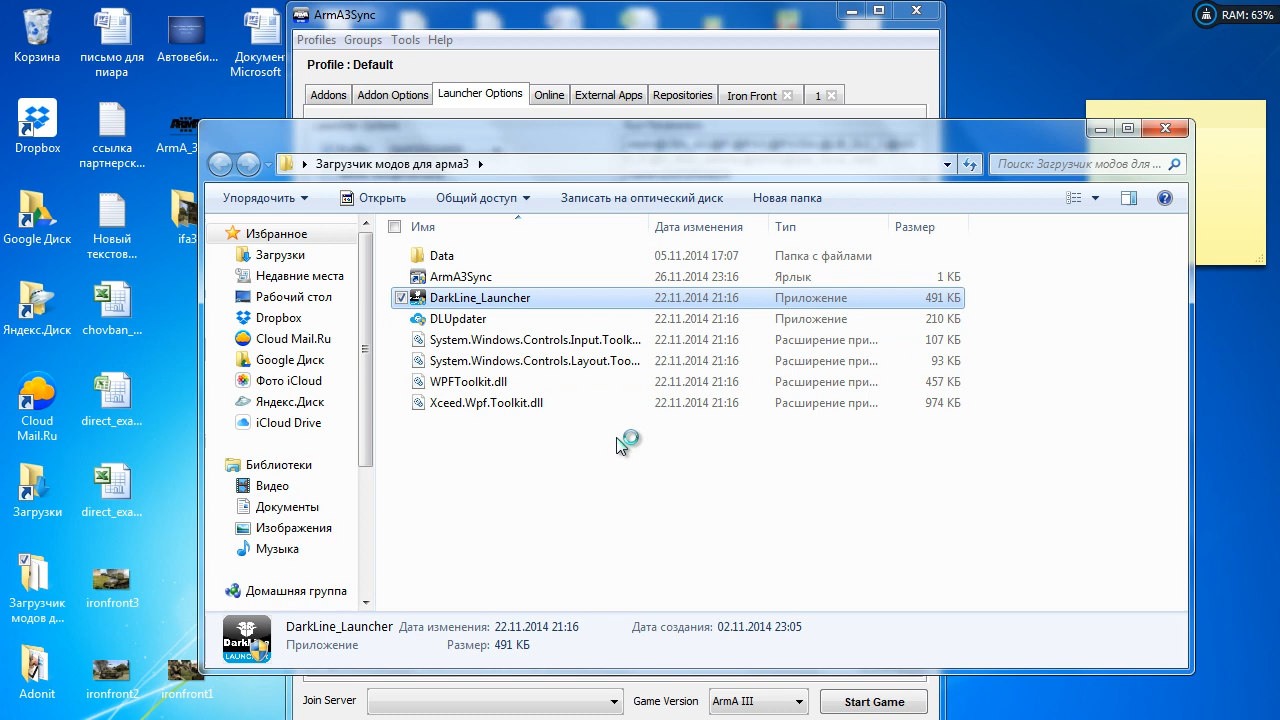 Корзина
письмо для
пиара
Автовеби...
Докумен
Microsoft
Dropbox
ссылка
партнерск...
ArmA_3
Google Диск
Новый
текстов...
ifa3
Яндекс.Диск
chovban_...
Cloud
Mail.Ru
direct_exa...
Загрузки
direct_exa...
Загрузчик
модов д...
ironfront3
Adonit
ironfront2
ironfront1
RAM: 63%
ArmA3Sync
Profiles Groups Tools Help
Profile : Default
Addons Addon Options Launcher Options Online External Apps Repositories Iron Front 1
Загрузчик модов для арма3
Поиск: Загрузчик модов для ...
Упорядочить Открыть Общий доступ Записать на оптический диск Новая папка
Имя Дата изменения Тип Размер
Data 05.11.2014 17:07 Папка с файлами
ArmA3Sync 26.11.2014 23:16 Ярлык 1 КБ
DarkLine_Launcher 22.11.2014 21:16 Приложение 491 КБ
DLUpdater 22.11.2014 21:16 Приложение 210 КБ
System.Windows.Controls.Input.Toolk... 22.11.2014 21:16 Расширение при... 107 КБ
System.Windows.Controls.Layout.Too... 22.11.2014 21:16 Расширение при... 93 КБ
WPFToolkit.dll 22.11.2014 21:16 Расширение при... 457 КБ
Xceed.Wpf.Toolkit.dll 22.11.2014 21:16 Расширение при... 974 КБ
Избранное
Загрузки
Недавние места
Рабочий стол
Dropbox
Cloud Mail.Ru
Google Диск
Фото iCloud
Яндекс.Диск
iCloud Drive
Библиотеки
Видео
Документы
Изображения
Музыка
Домашняя группа
DarkLine_Launcher Дата изменения: 22.11.2014 21:16 Дата создания: 02.11.2014 23:05
Приложение Размер: 491 КБ
Join Server Game Version ArmA III Start Game